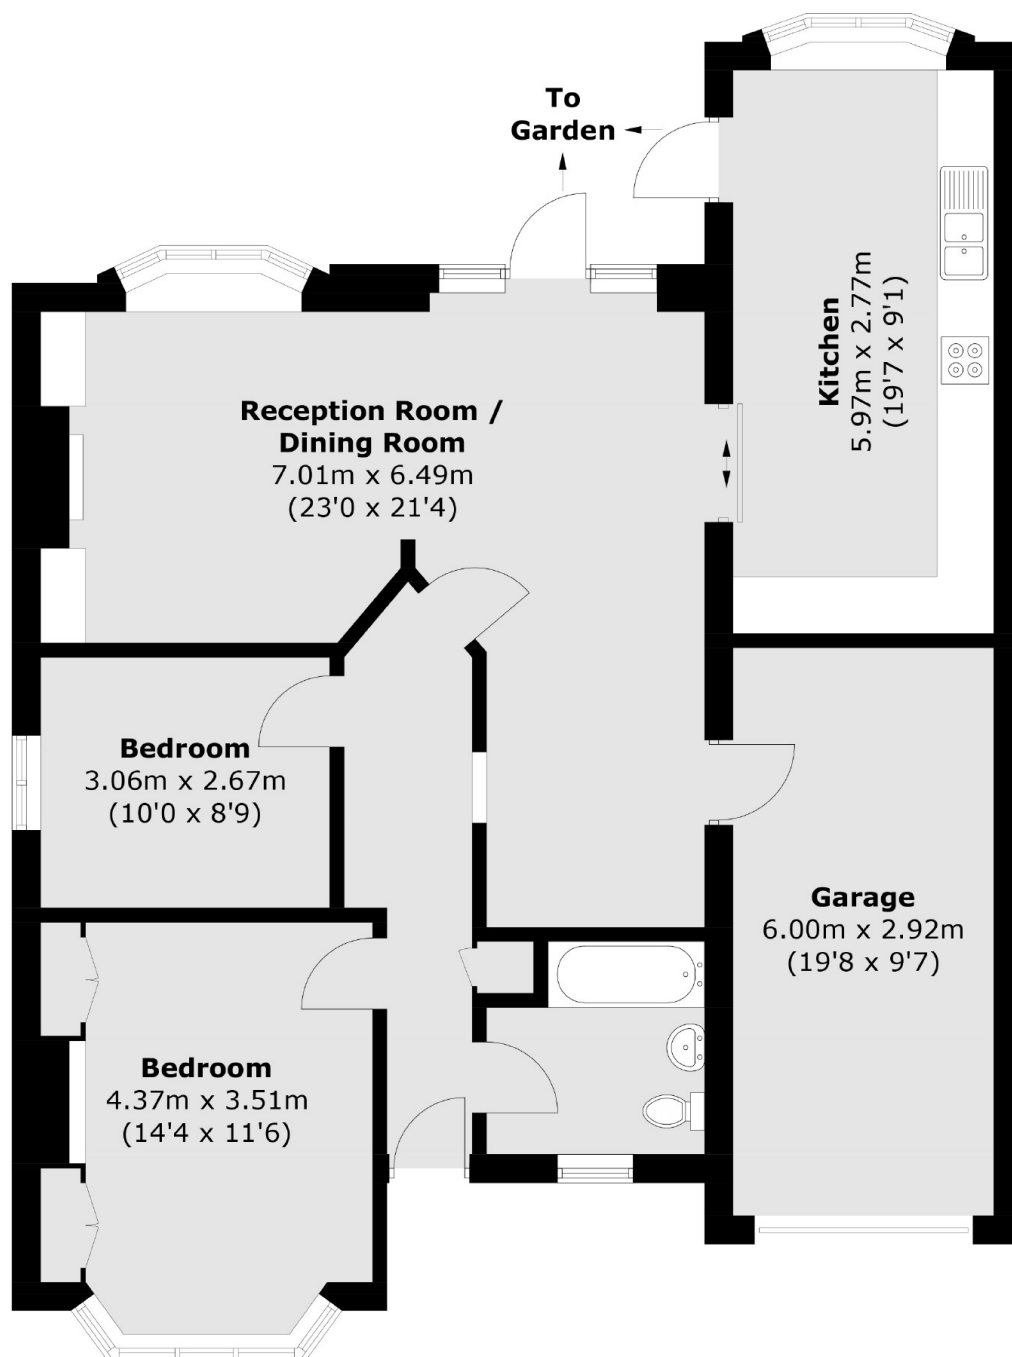 To
Garden
Kitchen
5.97m x 2.77m
(19'7 x 9'1)
Reception Room /
Dining Room
7.01m x 6.49m
(23'0 x 21'4)
Bedroom
3.06m x 2.67m
(10'0 x 8'9)
Garage
6.00m x 2.92m
(19'8 x 9'7)
Bedroom
4.37m x 3.51m
(14'4 x 11'6)